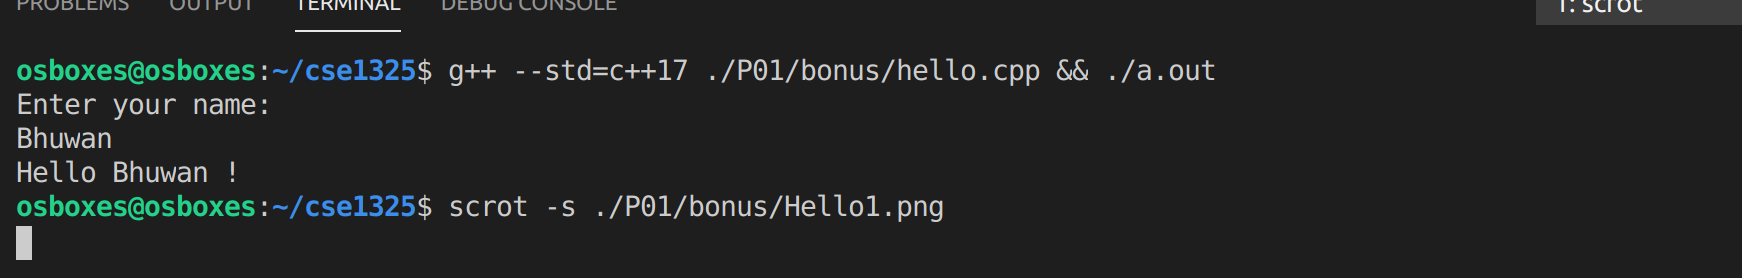 PROBLEMS OUTPUT TERMINAL DEBUG CONSOLE 1: scrot
osboxes@osboxes:~/cse1325$ g++ --std=c++17 ./P01/bonus/hello.cpp && ./a.out
Enter your name:
Bhuwan
Hello Bhuwan !
osboxes@osboxes:~/cse1325$ scrot -s ./P01/bonus/Hello1.png